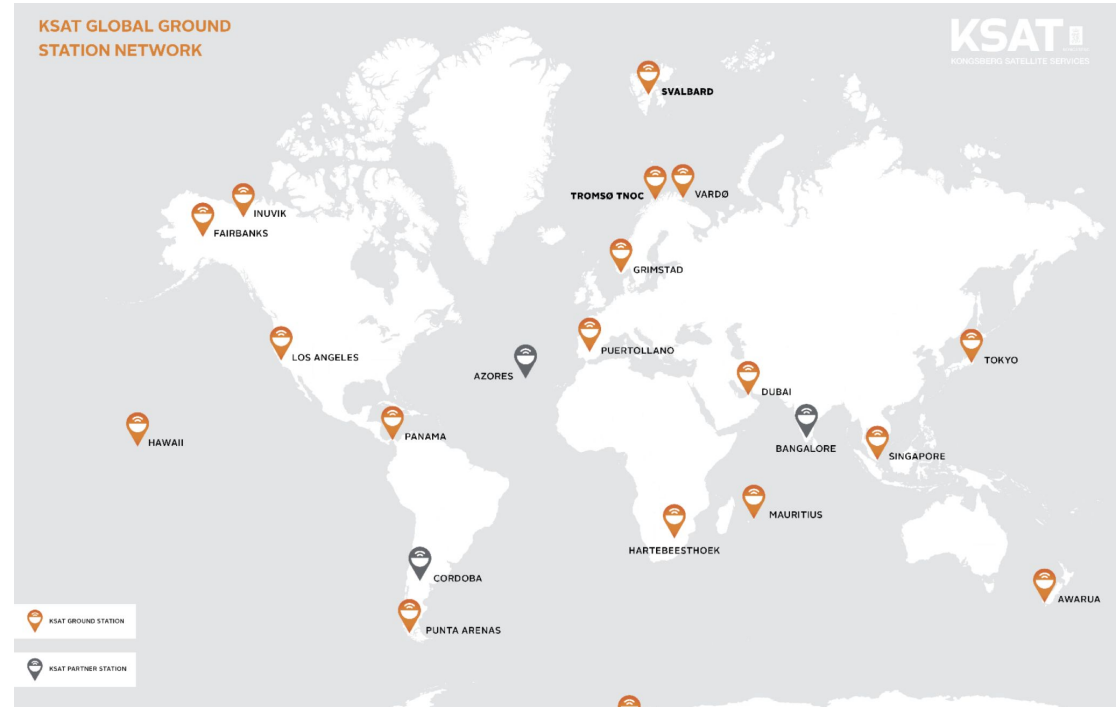 KSAT GLOBAL GROUND
STATION NETWORK
KSAT
KONGSBERG SATELLITE SERVICES
SVALBARD
TROMSØ TNOC
VARDØ
INUVIK
FAIRBANKS
GRIMSTAD
LOS ANGELES
PUERTOLLANO
TOKYO
AZORES
DUBAI
HAWAII
PANAMA
BANGALORE
SINGAPORE
MAURITIUS
HARTEBEESTHOEK
CORDOBA
AWARUA
KSAT GROUND STATION
PUNTA ARENAS
KSAT PARTNER STATION